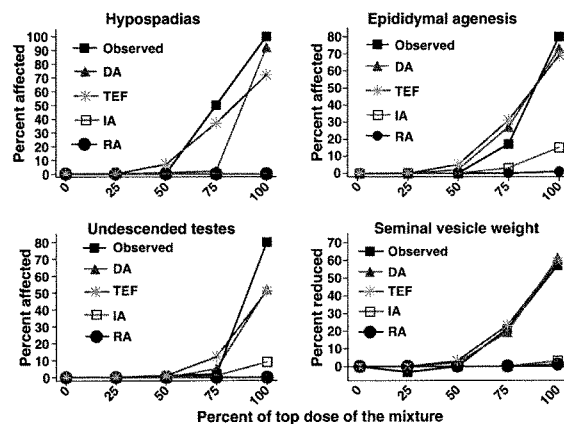 Hypospadias
Percent affected
100
90
80
70
60
50
40
30
20
10
0
Observed
DA
TEF
IA
RA
0 25 50 75 100
Epididymal agenesis
Percent affected
80
70
60
50
40
30
20
10
0
Observed
DA
TEF
IA
RA
0 25 50 75 100
Undescended testes
Percent affected
80
70
60
50
40
30
20
10
0
Observed
DA
TEF
IA
RA
0 25 50 75 100
Seminal vesicle weight
Percent reduced
70
60
50
40
30
20
10
0
Observed
DA
TEF
IA
RA
0 25 50 75 100
Percent of top dose of the mixture